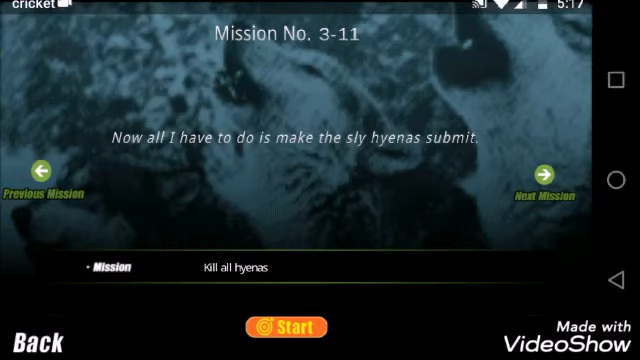 cricket
5:17
Mission No. 3-11
Now all I have to do is make the sly hyenas submit.
Previous Mission
Next Mission
• Mission Kill all hyenas
Start
Back
Made with
VideoShow